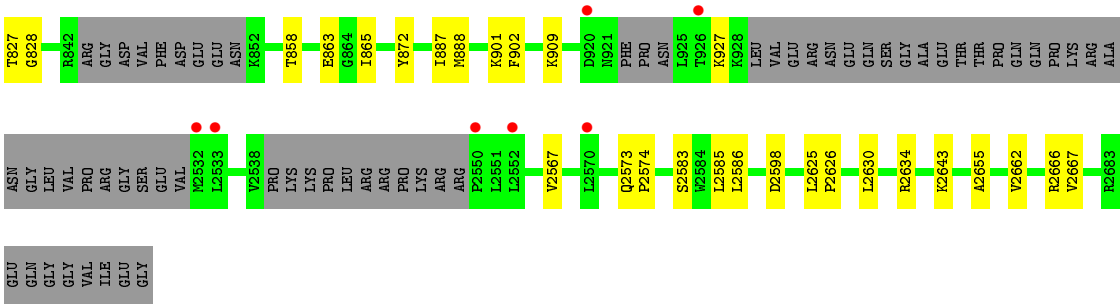 T827 G828 R842 ARG GLY ASP VAL PHE ASP GLU GLU ASN K852 T858 E863 G864 I865 Y872 I887 M888 K901 F902 K909 D920 N921 PHE PRO ASN L925 T926 K927 K928 LEU VAL GLU ARG ASN GLU GLN SER GLY ALA GLU THR THR PRO GLN GLN PRO LYS ARG ALA
ASN GLY LEU VAL PRO ARG GLY SER GLU VAL M2532 L2533 V2538 PRO LYS LYS PRO LEU ARG ARG PRO LYS ARG ARG P2550 L2551 L2552 V2567 L2570 Q2573 P2574 S2583 W2584 L2585 L2586 D2598 L2625 P2626 L2630 R2634 K2643 A2655 V2662 R2666 V2667 R2683
GLU GLN GLY GLY VAL ILE GLU GLY